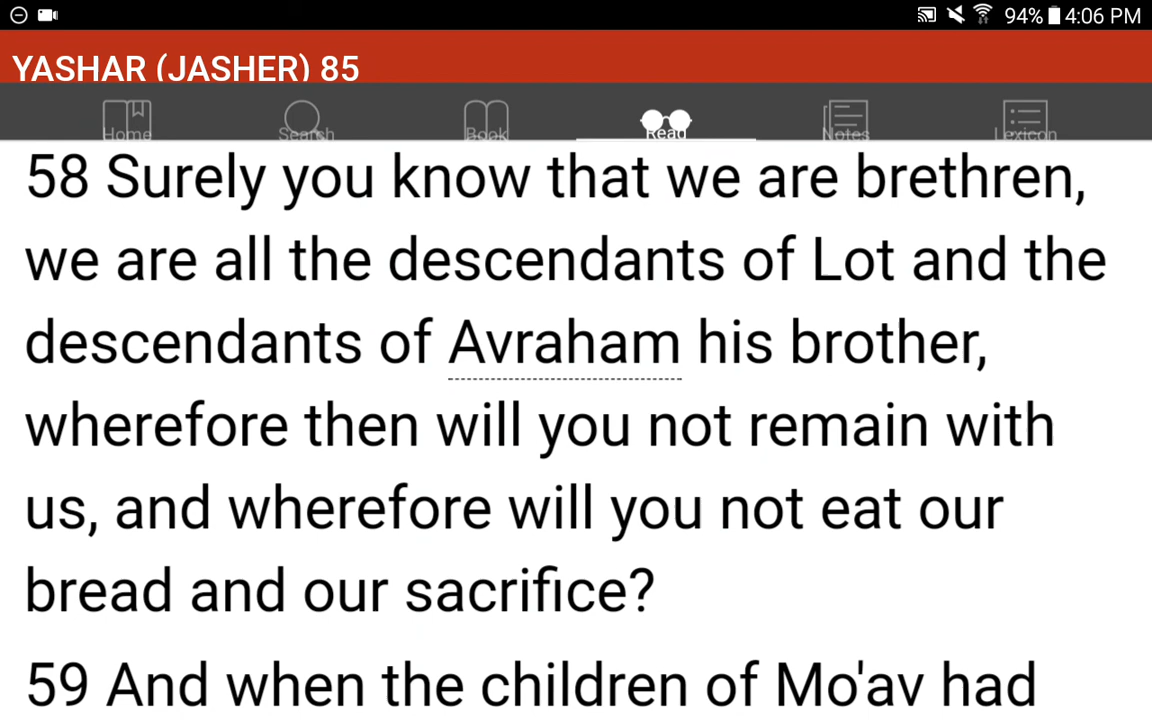 94% 4:06 PM
YASHAR (JASHER) 85
Home Search Book Read Notes Lexicon
58 Surely you know that we are brethren,
we are all the descendants of Lot and the
descendants of Avraham his brother,
wherefore then will you not remain with
us, and wherefore will you not eat our
bread and our sacrifice?
59 And when the children of Mo'av had